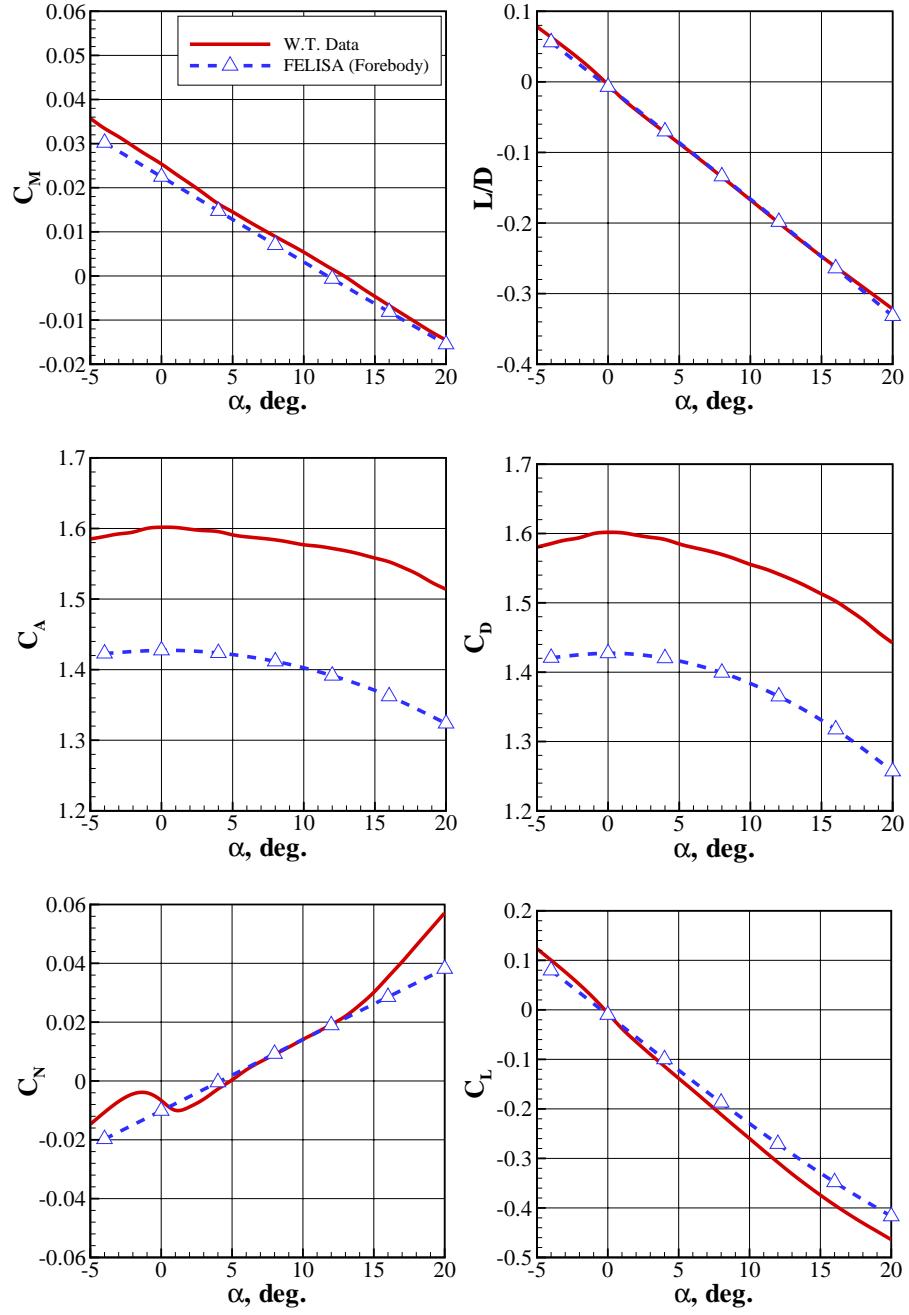 0.06
0.05
0.04
0.03
0.02
0.01
0
-0.01
-0.02
C_M
-5 0 5 10 15 20
α, deg.
W.T. Data
FELISA (Forebody)
0.1
0
-0.1
-0.2
-0.3
-0.4
L/D
-5 0 5 10 15 20
α, deg.
1.7
1.6
1.5
1.4
1.3
1.2
C_A
-5 0 5 10 15 20
α, deg.
1.7
1.6
1.5
1.4
1.3
1.2
C_D
-5 0 5 10 15 20
α, deg.
0.06
0.04
0.02
0
-0.02
-0.04
-0.06
C_N
-5 0 5 10 15 20
α, deg.
0.2
0.1
0
-0.1
-0.2
-0.3
-0.4
-0.5
C_L
-5 0 5 10 15 20
α, deg.